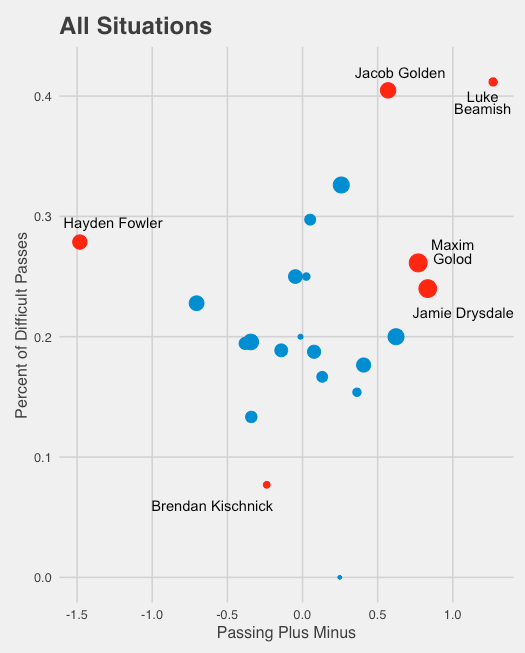 All Situations
Jacob Golden
Luke
Beamish
0.4
Hayden Fowler
0.3
Maxim
Golod
Jamie Drysdale
0.2
Percent of Difficult Passes
0.1
Brendan Kischnick
0.0
-1.5 -1.0 -0.5 0.0 0.5 1.0
Passing Plus Minus